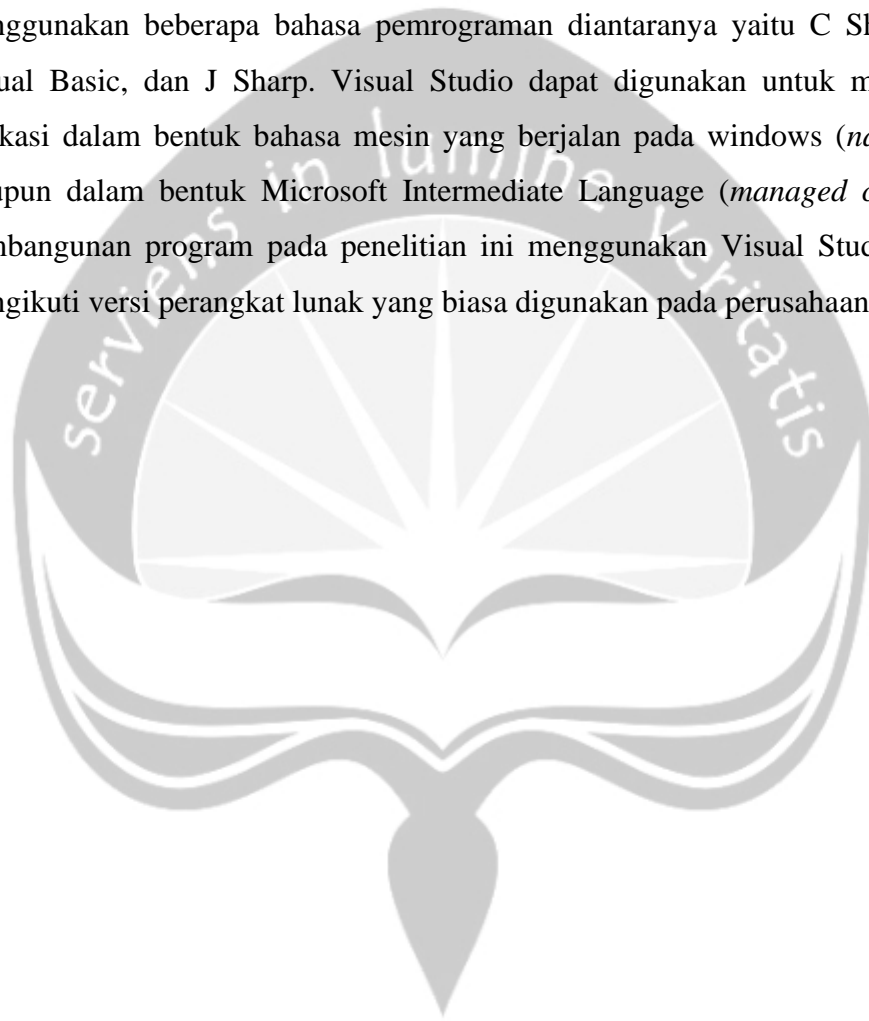 nggunakan beberapa bahasa pemrograman diantaranya yaitu C Sh
ual Basic, dan J Sharp. Visual Studio dapat digunakan untuk m
kasi dalam bentuk bahasa mesin yang berjalan pada windows (na
upun dalam bentuk Microsoft Intermediate Language (managed c
nbangunan program pada penelitian ini menggunakan Visual Stud
ngikuti versi perangkat lunak yang biasa digunakan pada perusahaan
serviens in lumine veritatis